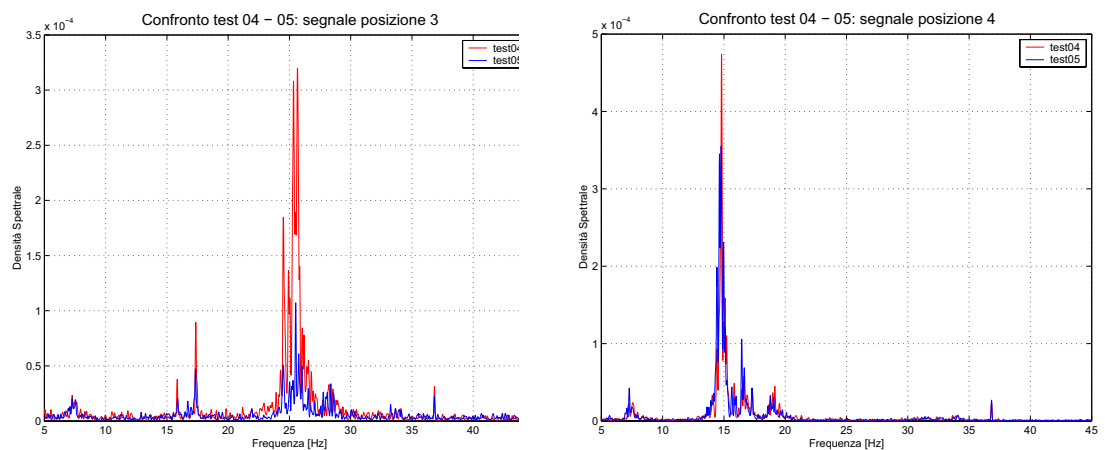 Confronto test 04 − 05: segnale posizione 3
x 10−4
3.5
3
2.5
2
1.5
1
0.5
0
Densità Spettrale
5 10 15 20 25 30 35 40
Frequenza [Hz]
test04
test05
Confronto test 04 − 05: segnale posizione 4
x 10−4
5
4
3
2
1
0
Densità Spettrale
5 10 15 20 25 30 35 40 45
Frequenza [Hz]
test04
test05